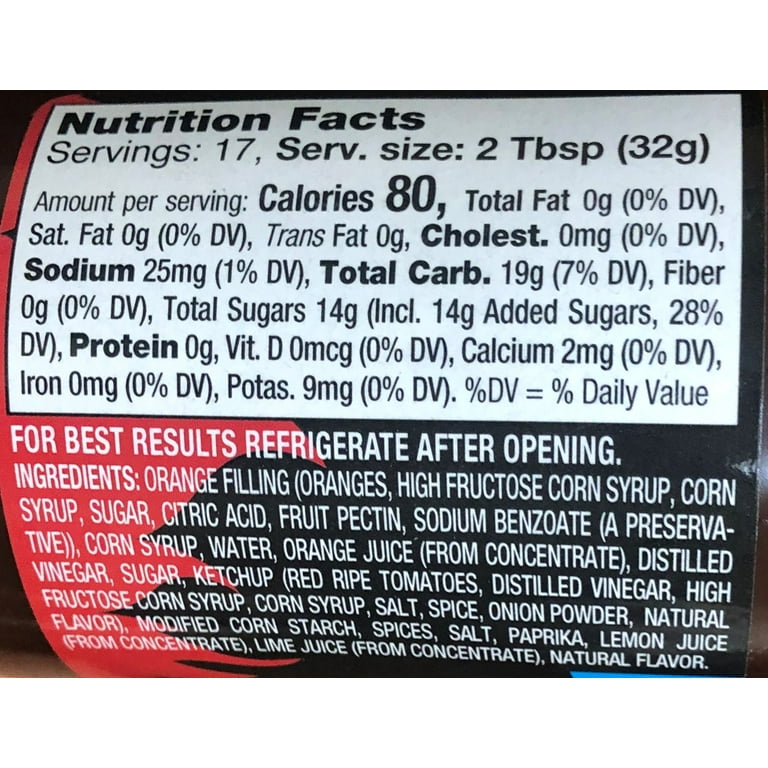 Nutrition Facts
Servings: 17, Serv. size: 2 Tbsp (32g)
Amount per serving: Calories 80, Total Fat 0g (0% DV),
Sat. Fat 0g (0% DV), Trans Fat 0g, Cholest. 0mg (0% DV),
Sodium 25mg (1% DV), Total Carb. 19g (7% DV), Fiber
0g (0% DV), Total Sugars 14g (Incl. 14g Added Sugars, 28%
DV), Protein 0g, Vit. D 0mcg (0% DV), Calcium 2mg (0% DV),
Iron 0mg (0% DV), Potas. 9mg (0% DV). %DV = % Daily Value
FOR BEST RESULTS REFRIGERATE AFTER OPENING.
INGREDIENTS: ORANGE FILLING (ORANGES, HIGH FRUCTOSE CORN SYRUP, CORN
SYRUP, SUGAR, CITRIC ACID, FRUIT PECTIN, SODIUM BENZOATE (A PRESERVA-
TIVE)), CORN SYRUP, WATER, ORANGE JUICE (FROM CONCENTRATE), DISTILLED
VINEGAR, SUGAR, KETCHUP (RED RIPE TOMATOES, DISTILLED VINEGAR, HIGH
FRUCTOSE CORN SYRUP, CORN SYRUP, SALT, SPICE, ONION POWDER, NATURAL
FLAVOR), MODIFIED CORN STARCH, SPICES, SALT, PAPRIKA, LEMON JUICE
(FROM CONCENTRATE), LIME JUICE (FROM CONCENTRATE), NATURAL FLAVOR.